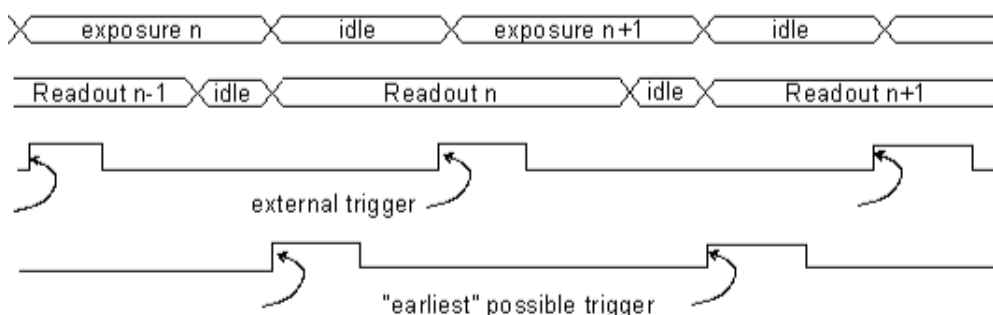 exposure n idle exposure n+1 idle
Readout n-1 idle Readout n idle Readout n+1
external trigger
"earliest" possible trigger